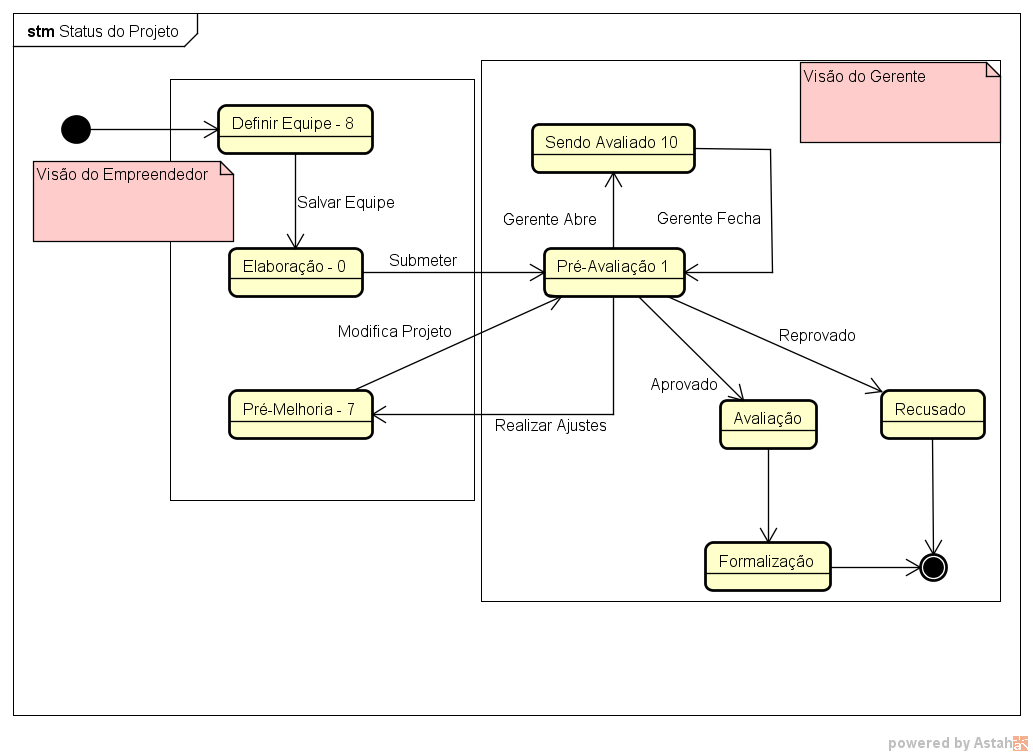 stm Status do Projeto
Visão do Gerente
Definir Equipe - 8
Sendo Avaliado 10
Visão do Empreendedor
Salvar Equipe
Gerente Abre
Gerente Fecha
Submeter
Elaboração - 0
Pré-Avaliação 1
Modifica Projeto
Reprovado
Aprovado
Pré-Melhoria - 7
Recusado
Avaliação
Realizar Ajustes
Formalização
powered by Astah